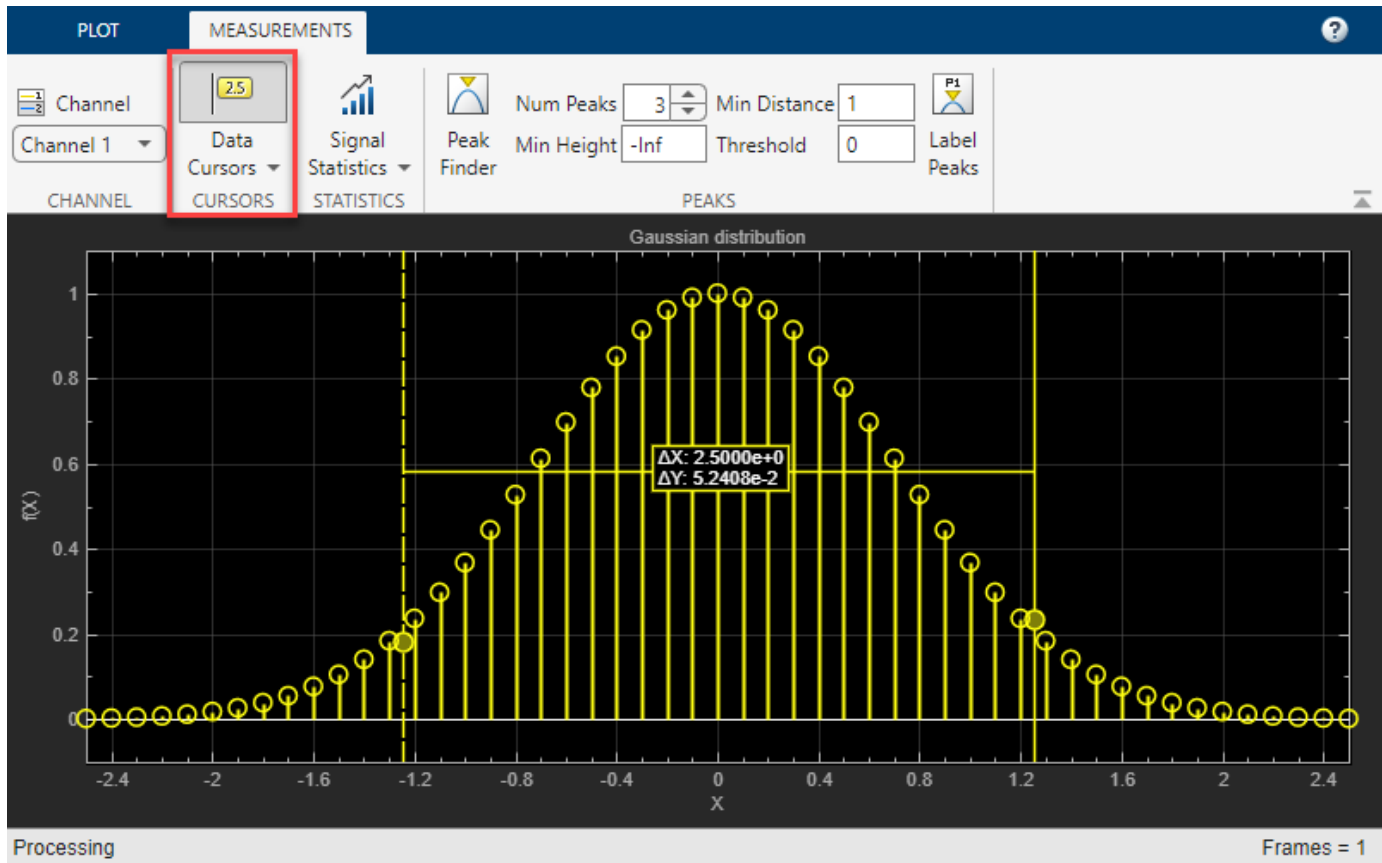 PLOT
MEASUREMENTS
?
Channel
Channel 1
CHANNEL
2.5
Data
Cursors
CURSORS
Signal
Statistics
STATISTICS
Peak
Finder
Num Peaks 3
Min Height -Inf
Min Distance 1
Threshold 0
P1
Label
Peaks
PEAKS
Gaussian distribution
f(X)
1
0.8
0.6
0.4
0.2
0
ΔX: 2.5000e+0
ΔY: 5.2408e-2
-2.4 -2 -1.6 -1.2 -0.8 -0.4 0 0.4 0.8 1.2 1.6 2 2.4
X
Processing
Frames = 1